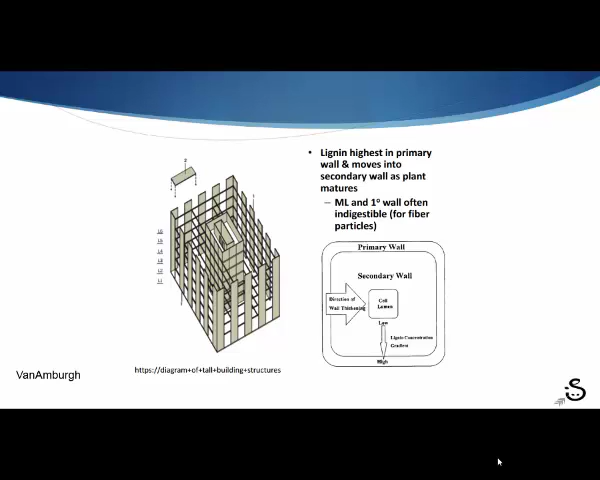 • Lignin highest in primary
wall & moves into
secondary wall as plant
matures
– ML and 1° wall often
indigestible (for fiber
particles)
Primary Wall
Secondary Wall
Direction of
Wall Thickening
Cell
Lumen
Low
Lignin Concentration
Gradient
High
VanAmburgh
https://diagram+of+tall+building+structures